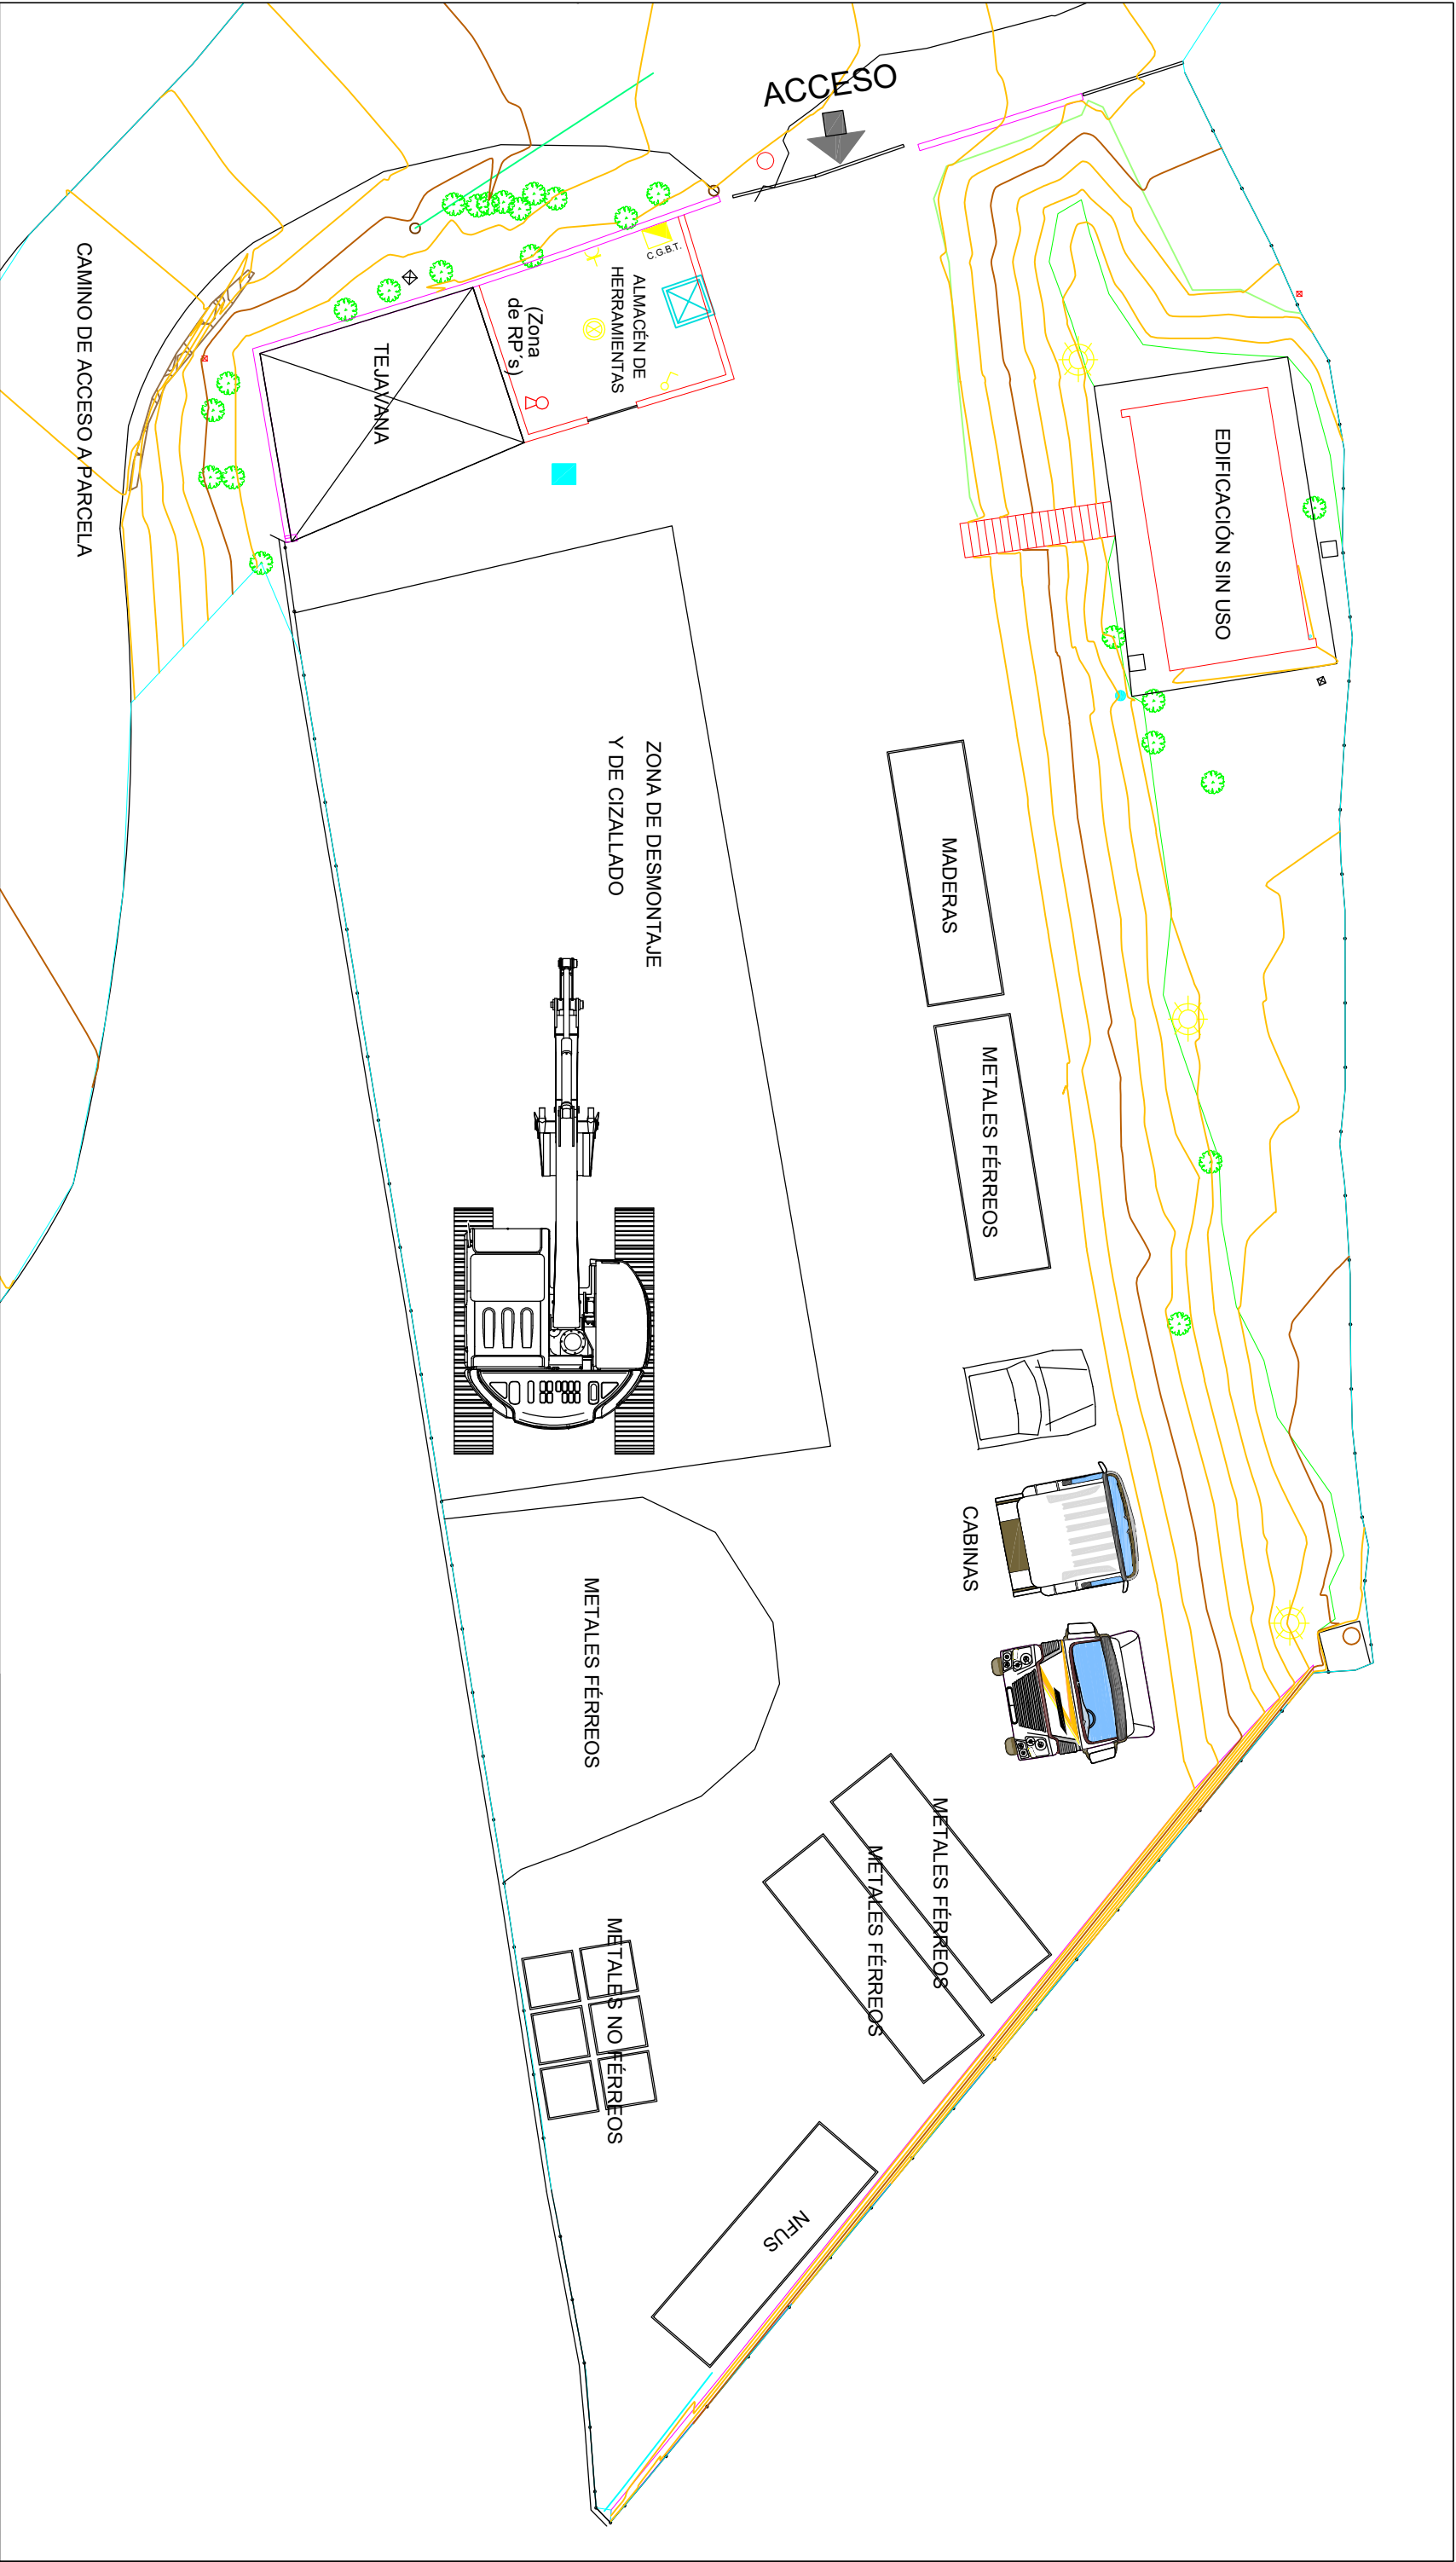 ACCESO
C.G.B.T.
ALMACÉN DE
HERRAMIENTAS
(Zona
de RP´s)
TEJAVANA
CAMINO DE ACCESO A PARCELA
EDIFICACIÓN SIN USO
ZONA DE DESMONTAJE
Y DE CIZALLADO
MADERAS
METALES FÉRREOS
CABINAS
METALES FÉRREOS
METALES FÉRREOS
METALES FÉRREOS
METALES NO FÉRREOS
NFUS